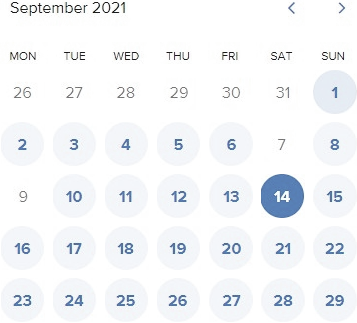 September 2021
MON TUE WED THU FRI SAT SUN
26 27 28 29 30 31 1
2 3 4 5 6 7 8
9 10 11 12 13 14 15
16 17 18 19 20 21 22
23 24 25 26 27 28 29